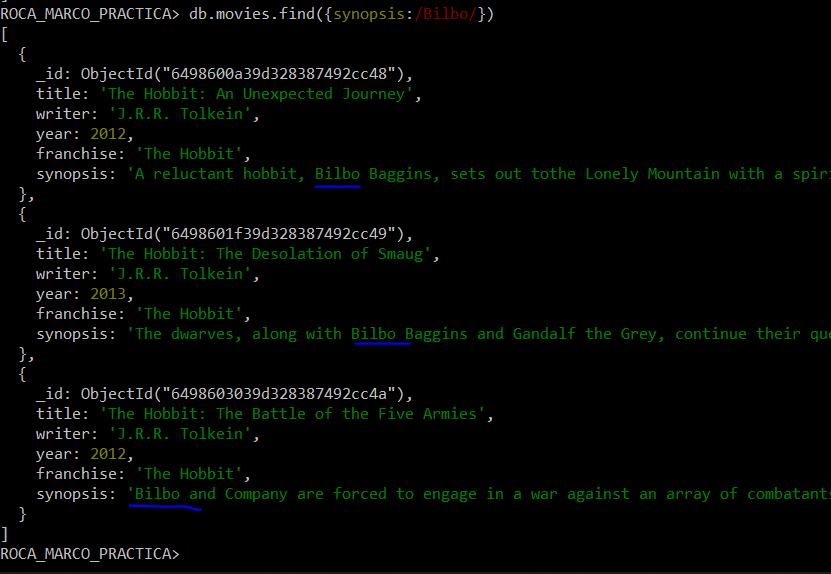 ROCA_MARCO_PRACTICA> db.movies.find({synopsis:/Bilbo/})
[
  {
    _id: ObjectId("6498600a39d328387492cc48"),
    title: 'The Hobbit: An Unexpected Journey',
    writer: 'J.R.R. Tolkein',
    year: 2012,
    franchise: 'The Hobbit',
    synopsis: 'A reluctant hobbit, Bilbo Baggins, sets out tothe Lonely Mountain with a spir
  },
  {
    _id: ObjectId("6498601f39d328387492cc49"),
    title: 'The Hobbit: The Desolation of Smaug',
    writer: 'J.R.R. Tolkein',
    year: 2013,
    franchise: 'The Hobbit',
    synopsis: 'The dwarves, along with Bilbo Baggins and Gandalf the Grey, continue their que
  },
  {
    _id: ObjectId("6498603039d328387492cc4a"),
    title: 'The Hobbit: The Battle of the Five Armies',
    writer: 'J.R.R. Tolkein',
    year: 2012,
    franchise: 'The Hobbit',
    synopsis: 'Bilbo and Company are forced to engage in a war against an array of combatants
  }
]
ROCA_MARCO_PRACTICA>